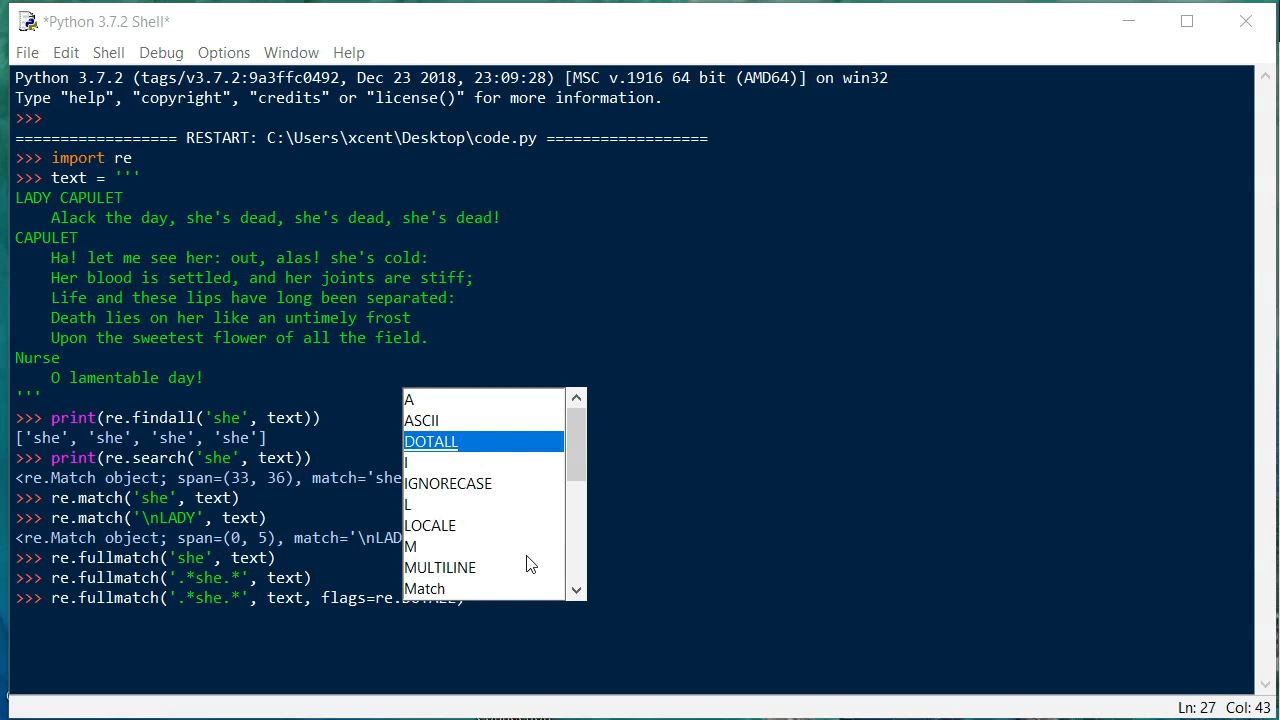 *Python 3.7.2 Shell*
File Edit Shell Debug Options Window Help
Python 3.7.2 (tags/v3.7.2:9a3ffc0492, Dec 23 2018, 23:09:28) [MSC v.1916 64 bit (AMD64)] on win32
Type "help", "copyright", "credits" or "license()" for more information.
>>>
================== RESTART: C:\Users\xcent\Desktop\code.py ==================
>>> import re
>>> text = '''
LADY CAPULET
    Alack the day, she's dead, she's dead, she's dead!
CAPULET
    Ha! let me see her: out, alas! she's cold:
    Her blood is settled, and her joints are stiff;
    Life and these lips have long been separated:
    Death lies on her like an untimely frost
    Upon the sweetest flower of all the field.
Nurse
    O lamentable day!
'''
>>> print(re.findall('she', text))
['she', 'she', 'she', 'she']
>>> print(re.search('she', text))
<re.Match object; span=(33, 36), match='she
>>> re.match('she', text)
>>> re.match('\nLADY', text)
<re.Match object; span=(0, 5), match='\nLAD
>>> re.fullmatch('she', text)
>>> re.fullmatch('.*she.*', text)
>>> re.fullmatch('.*she.*', text, flags=re.DOTALL)
A
ASCII
DOTALL
I
IGNORECASE
L
LOCALE
M
MULTILINE
Match
Ln: 27 Col: 43